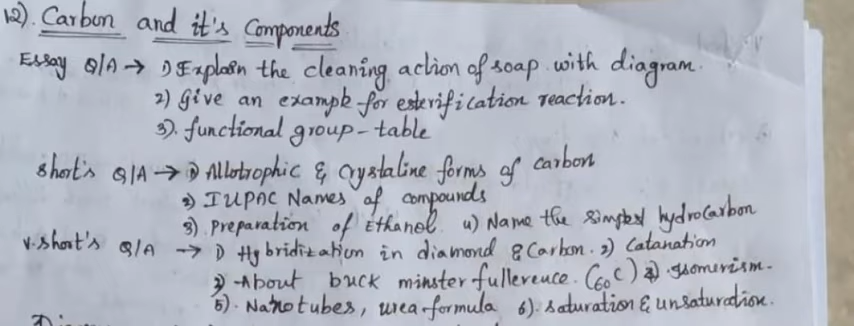 12). Carbon and it's Components
Essay Q/A → 1) Explain the cleaning action of soap with diagram.
2) Give an example for esterification reaction.
3). functional group - table
short's Q/A → 1) Allotrophic & Crystaline forms of carbon
2) IUPAC Names of compounds
3). Preparation of Ethanol. 4) Name the simplest hydrocarbon
v.short's Q/A → 1) Hybridization in diamond & Carbon. 2) Catanation
3) About buck minster fullerence. (60C) 4). Isomerism.
5). Nanotubes, urea-formula 6). saturation & unsaturation.